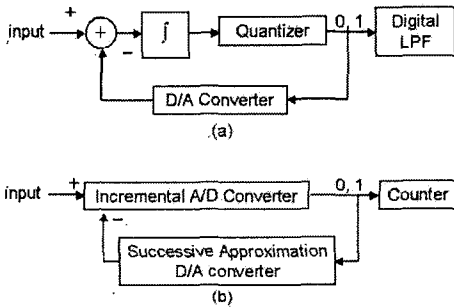 +
0, 1
input
+
∫
Quantizer
Digital
LPF
−
D/A Converter
(a)
+
0, 1
input
Incremental A/D Converter
Counter
−
Successive Approximation
D/A converter
(b)